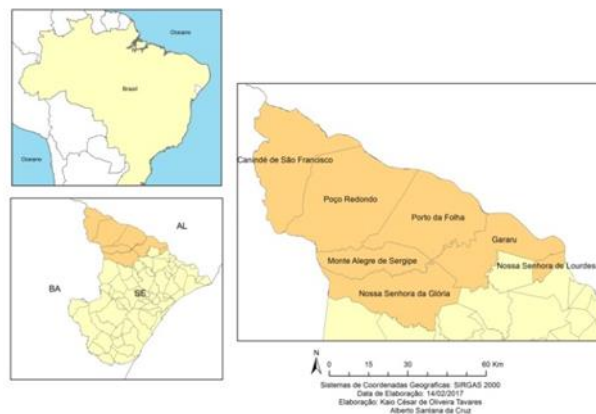 Oceano
Brasil
Oceano
AL
BA
SE
Canindé de São Francisco
Poço Redondo
Porto da Folha
Gararu
Monte Alegre de Sergipe
Nossa Senhora de Lourdes
Nossa Senhora da Glória
N
0 15 30 60 Km
Sistemas de Coordenadas Geograficas: SIRGAS 2000
Data de Elaboração: 14/02/2017
Elaboração: Kaio César de Oliveira Tavares
Alberto Santana da Cruz